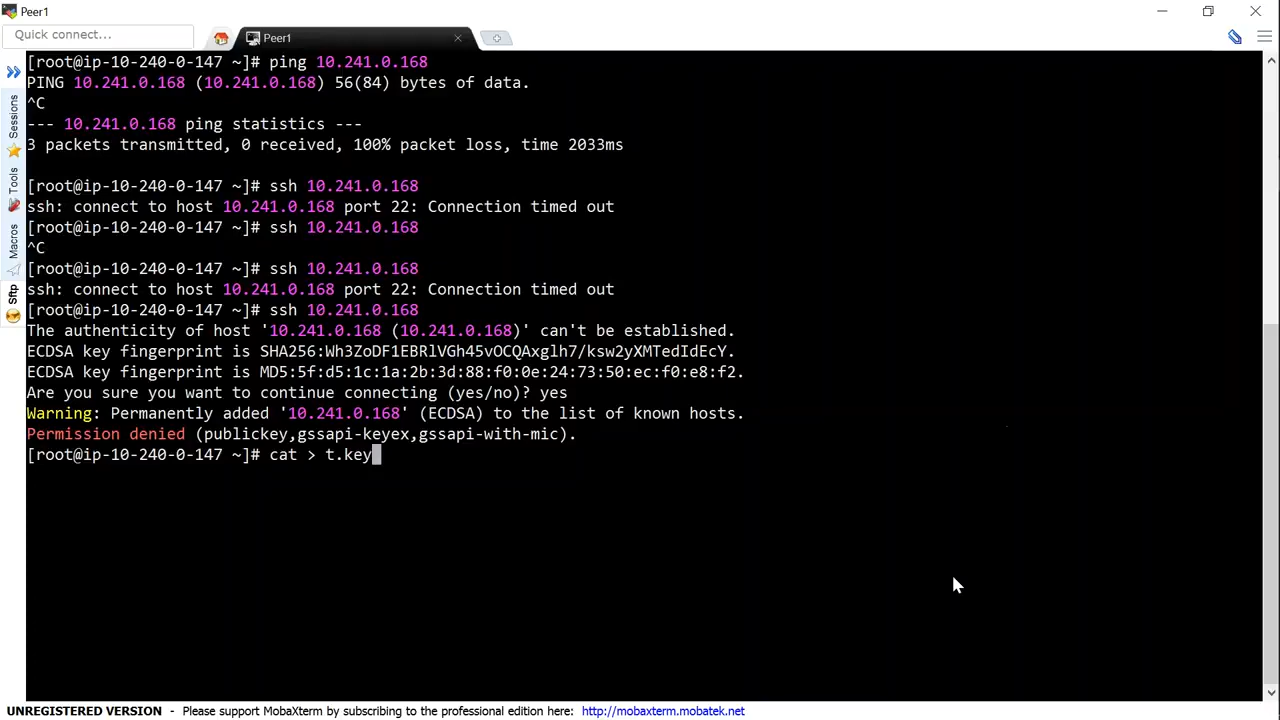 Peer1
Quick connect...
Peer1
Sessions
Tools
Macros
Sftp
[root@ip-10-240-0-147 ~]# ping 10.241.0.168
PING 10.241.0.168 (10.241.0.168) 56(84) bytes of data.
^C
--- 10.241.0.168 ping statistics ---
3 packets transmitted, 0 received, 100% packet loss, time 2033ms
[root@ip-10-240-0-147 ~]# ssh 10.241.0.168
ssh: connect to host 10.241.0.168 port 22: Connection timed out
[root@ip-10-240-0-147 ~]# ssh 10.241.0.168
^C
[root@ip-10-240-0-147 ~]# ssh 10.241.0.168
ssh: connect to host 10.241.0.168 port 22: Connection timed out
[root@ip-10-240-0-147 ~]# ssh 10.241.0.168
The authenticity of host '10.241.0.168 (10.241.0.168)' can't be established.
ECDSA key fingerprint is SHA256:Wh3ZoDF1EBRlVGh45vOCQAxglh7/ksw2yXMTedIdEcY.
ECDSA key fingerprint is MD5:5f:d5:1c:1a:2b:3d:88:f0:0e:24:73:50:ec:f0:e8:f2.
Are you sure you want to continue connecting (yes/no)? yes
Warning: Permanently added '10.241.0.168' (ECDSA) to the list of known hosts.
Permission denied (publickey,gssapi-keyex,gssapi-with-mic).
[root@ip-10-240-0-147 ~]# cat > t.key
UNREGISTERED VERSION - Please support MobaXterm by subscribing to the professional edition here: http://mobaxterm.mobatek.net